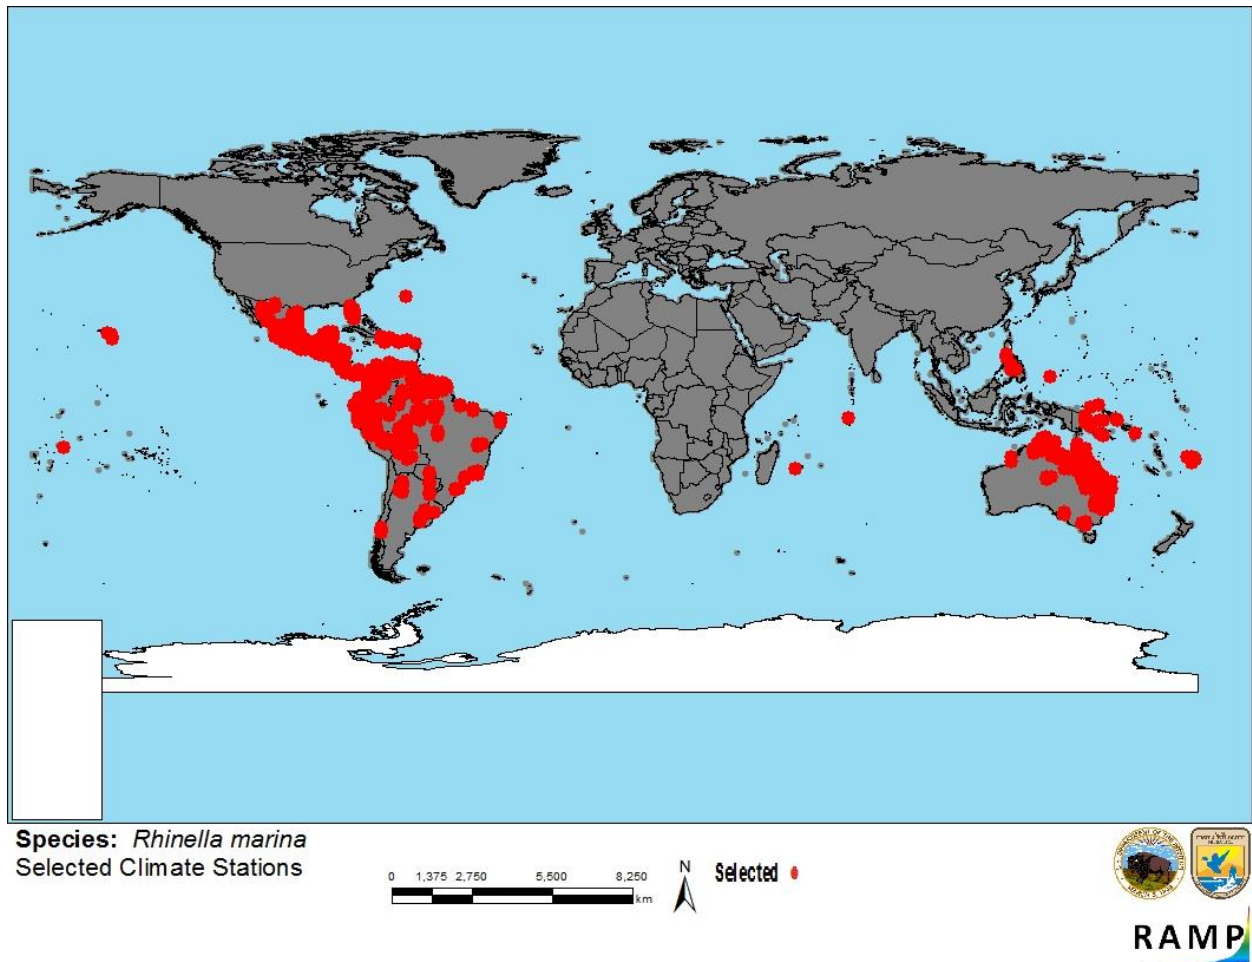 Species: Rhinella marina
Selected Climate Stations
0 1,375 2,750 5,500 8,250
km
N
Selected
RAMP